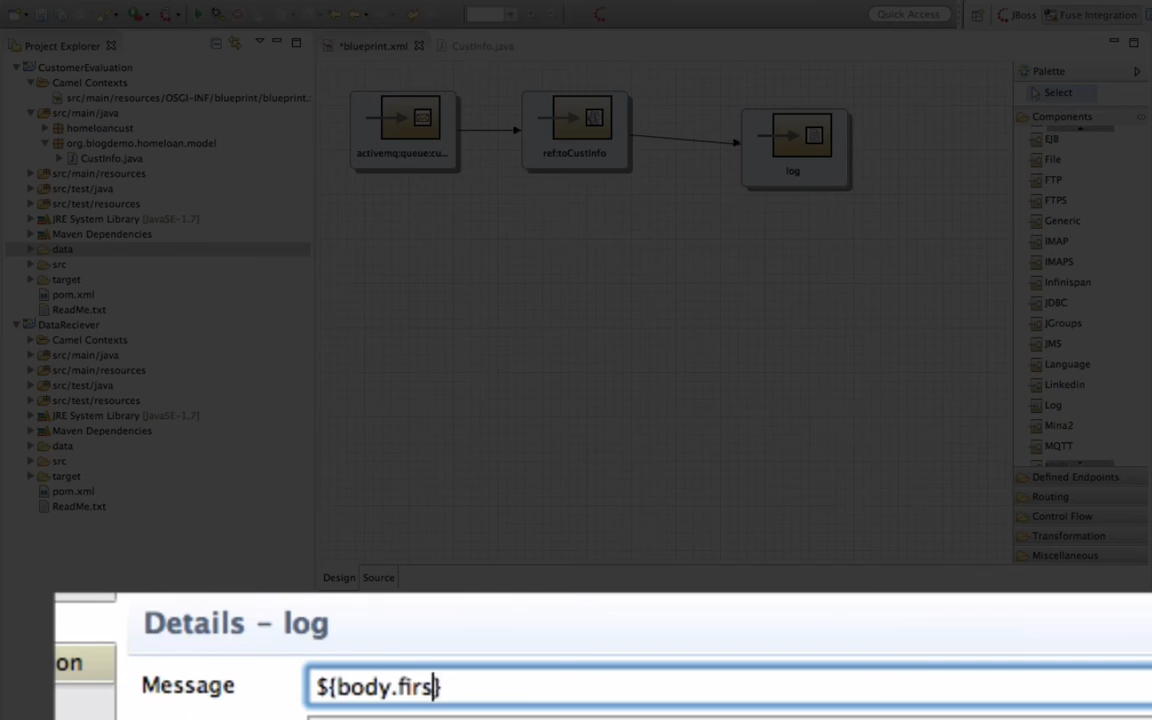 Quick Access
JBoss
Fuse Integration
Project Explorer
*blueprint.xml
CustInfo.java
CustomerEvaluation
Camel Contexts
src/main/resources/OSGI-INF/blueprint/blueprint.:
src/main/java
homeloancust
org.blogdemo.homeloan.model
CustInfo.java
src/main/resources
src/test/java
src/test/resources
JRE System Library [JavaSE-1.7]
Maven Dependencies
data
src
target
pom.xml
ReadMe.txt
DataReciever
Camel Contexts
src/main/java
src/main/resources
src/test/java
src/test/resources
JRE System Library [JavaSE-1.7]
Maven Dependencies
data
src
target
pom.xml
ReadMe.txt
activemq:queue:cu...
ref:toCustInfo
log
Design
Source
Palette
Select
Components
EJB
File
FTP
FTPS
Generic
IMAP
IMAPS
Infinispan
JDBC
JGroups
JMS
Language
Linkedin
Log
Mina2
MQTT
Defined Endpoints
Routing
Control Flow
Transformation
Miscellaneous
Details - log
on
Message
${body.firs}